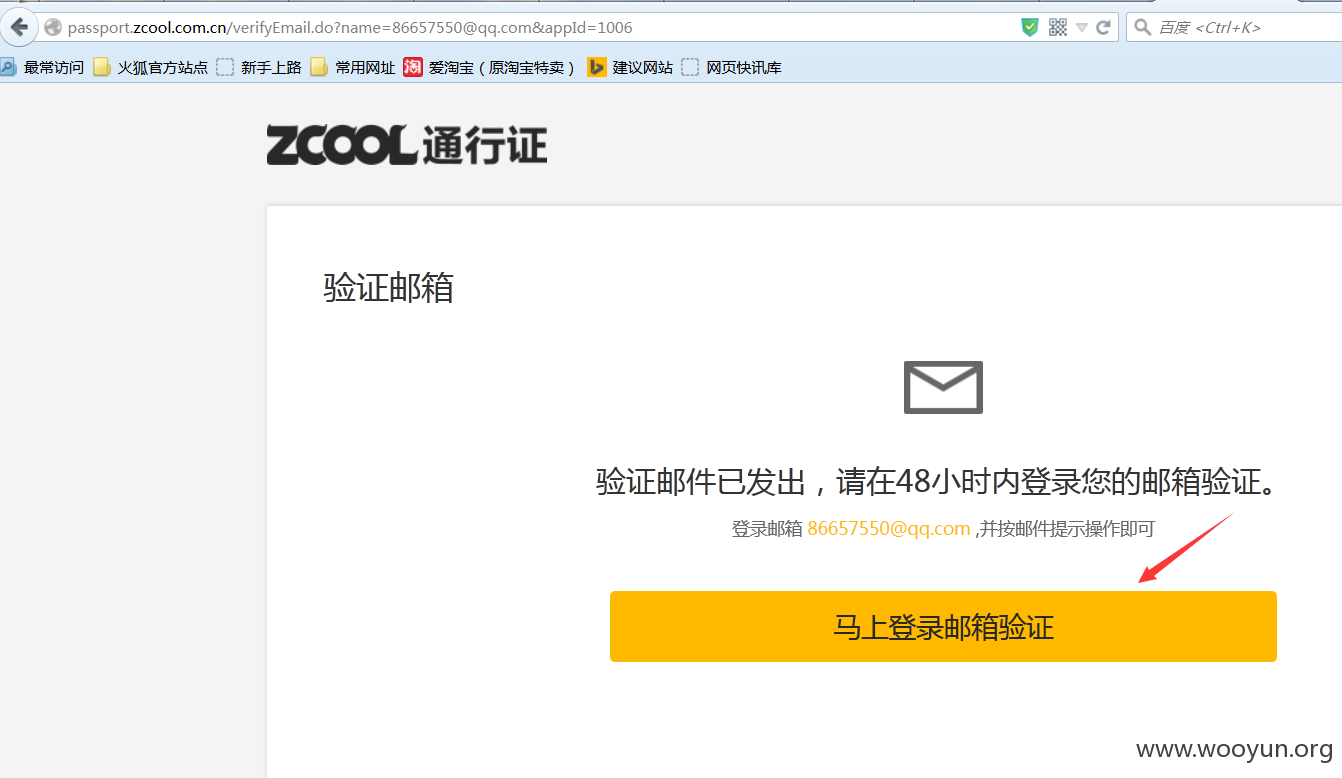 passport.zcool.com.cn/verifyEmail.do?name=86657550@qq.com&appId=1006
百度 <Ctrl+K>
最常访问 火狐官方站点 新手上路 常用网址 淘 爱淘宝（原淘宝特卖） 建议网站 网页快讯库
ZCOOL 通行证
验证邮箱
验证邮件已发出，请在48小时内登录您的邮箱验证。
登录邮箱 86657550@qq.com ,并按邮件提示操作即可
马上登录邮箱验证
www.wooyun.org